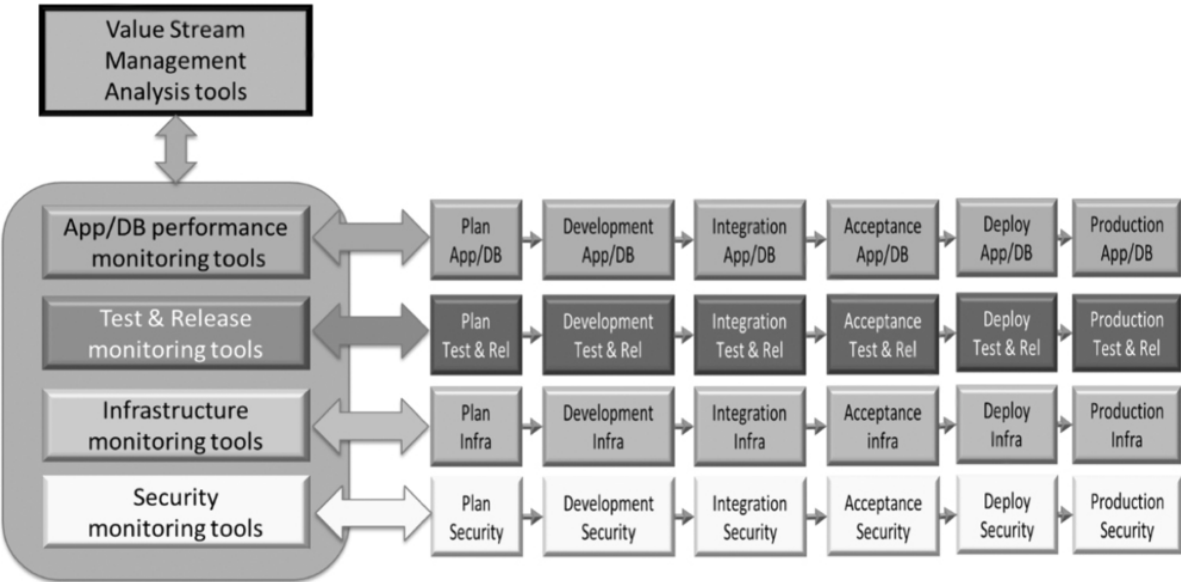 Value Stream
Management
Analysis tools
App/DB performance
monitoring tools
Plan
App/DB
Development
App/DB
Integration
App/DB
Acceptance
App/DB
Deploy
App/DB
Production
App/DB
Test & Release
monitoring tools
Plan
Test & Rel
Development
Test & Rel
Integration
Test & Rel
Acceptance
Test & Rel
Deploy
Test & Rel
Production
Test & Rel
Infrastructure
monitoring tools
Plan
Infra
Development
Infra
Integration
Infra
Acceptance
infra
Deploy
Infra
Production
Infra
Security
monitoring tools
Plan
Security
Development
Security
Integration
Security
Acceptance
Security
Deploy
Security
Production
Security